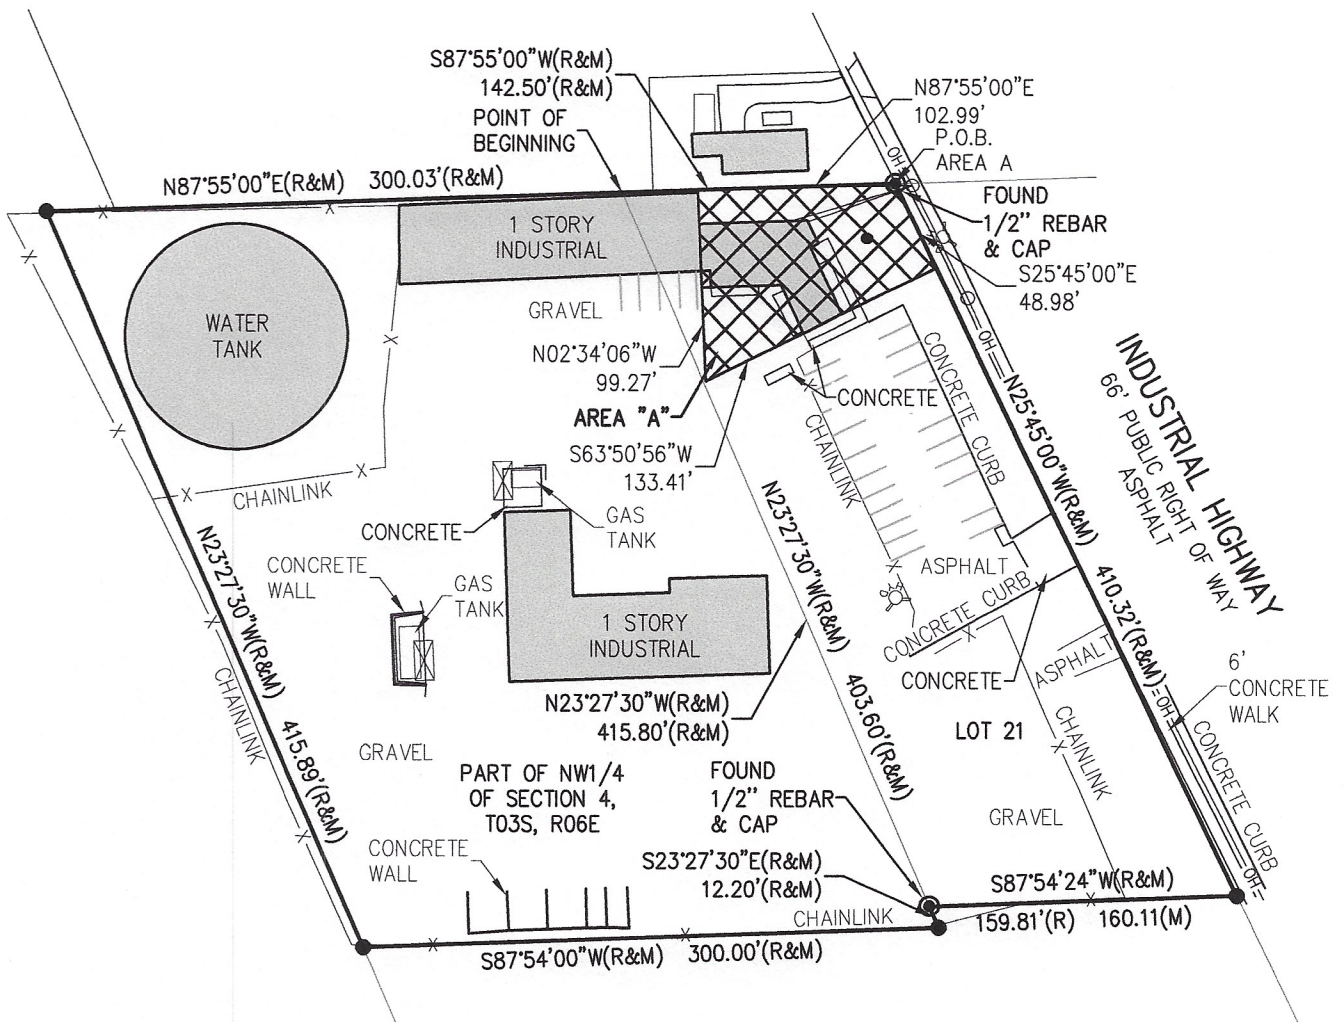 S87°55'00"W(R&M)
142.50'(R&M)
POINT OF
BEGINNING
N87°55'00"E
102.99'
P.O.B.
AREA A
OH
N87°55'00"E(R&M) 300.03'(R&M)
FOUND
1/2" REBAR
& CAP
S25°45'00"E
48.98'
1 STORY
INDUSTRIAL
WATER
TANK
GRAVEL
N02°34'06"W
99.27'
AREA "A"
S63°50'56"W
133.41'
CONCRETE
CONCRETE CURB
CHAINLINK
OH
N25°45'00"W(R&M)
410.32'(R&M)
INDUSTRIAL HIGHWAY
66' PUBLIC RIGHT OF WAY
ASPHALT
CHAINLINK
CONCRETE
GAS
TANK
CONCRETE
WALL
GAS
TANK
N23°27'30"W(R&M)
415.89'(R&M)
CHAINLINK
1 STORY
INDUSTRIAL
N23°27'30"W(R&M)
403.60'(R&M)
ASPHALT
CONCRETE CURB
CONCRETE
ASPHALT
6'
CONCRETE
WALK
OH
CONCRETE CURB
N23°27'30"W(R&M)
415.80'(R&M)
LOT 21
CHAINLINK
GRAVEL
PART OF NW1/4
OF SECTION 4,
T03S, R06E
FOUND
1/2" REBAR
& CAP
GRAVEL
CONCRETE
WALL
S23°27'30"E(R&M)
12.20'(R&M)
CHAINLINK
S87°54'24"W(R&M)
159.81'(R) 160.11(M)
OH
S87°54'00"W(R&M) 300.00'(R&M)